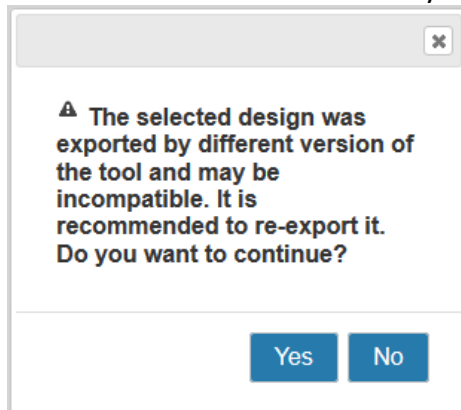 The selected design was
exported by different version of
the tool and may be
incompatible. It is
recommended to re-export it.
Do you want to continue?
Yes No